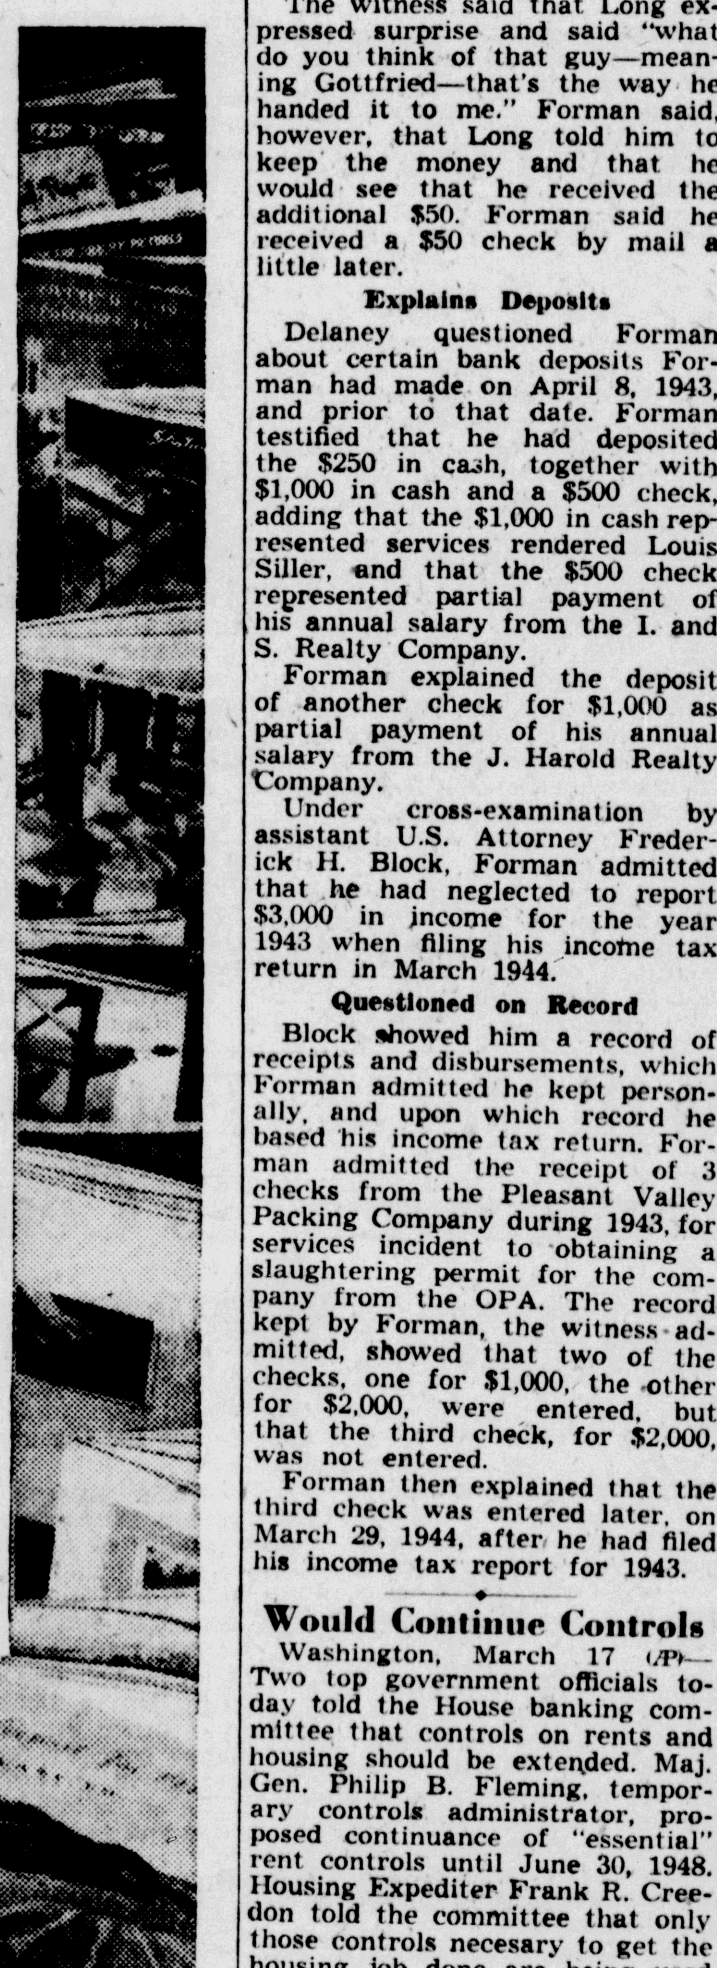 The witness said that Long ex-
pressed surprise and said "what
do you think of that guy—mean-
ing Gottfried—that's the way he
handed it to me." Forman said,
however, that Long told him to
keep the money and that he
would see that he received the
additional $50. Forman said he
received a $50 check by mail a
little later.
Explains Deposits
Delaney questioned Forman
about certain bank deposits For-
man had made on April 8, 1943,
and prior to that date. Forman
testified that he had deposited
the $250 in cash, together with
$1,000 in cash and a $500 check,
adding that the $1,000 in cash rep-
resented services rendered Louis
Siller, and that the $500 check
represented partial payment of
his annual salary from the I. and
S. Realty Company.
Forman explained the deposit
of another check for $1,000 as
partial payment of his annual
salary from the J. Harold Realty
Company.
Under cross-examination by
assistant U.S. Attorney Freder-
ick H. Block, Forman admitted
that he had neglected to report
$3,000 in income for the year
1943 when filing his income tax
return in March 1944.
Questioned on Record
Block showed him a record of
receipts and disbursements, which
Forman admitted he kept person-
ally, and upon which record he
based his income tax return. For-
man admitted the receipt of 3
checks from the Pleasant Valley
Packing Company during 1943, for
services incident to obtaining a
slaughtering permit for the com-
pany from the OPA. The record
kept by Forman, the witness ad-
mitted, showed that two of the
checks, one for $1,000, the other
for $2,000, were entered, but
that the third check, for $2,000,
was not entered.
Forman then explained that the
third check was entered later, on
March 29, 1944, after he had filed
his income tax report for 1943.
Would Continue Controls
Washington, March 17 (AP)—
Two top government officials to-
day told the House banking com-
mittee that controls on rents and
housing should be extended. Maj.
Gen. Philip B. Fleming, tempor-
ary controls administrator, pro-
posed continuance of "essential"
rent controls until June 30, 1948.
Housing Expediter Frank R. Cree-
don told the committee that only
those controls necesary to get the
housing job done are being